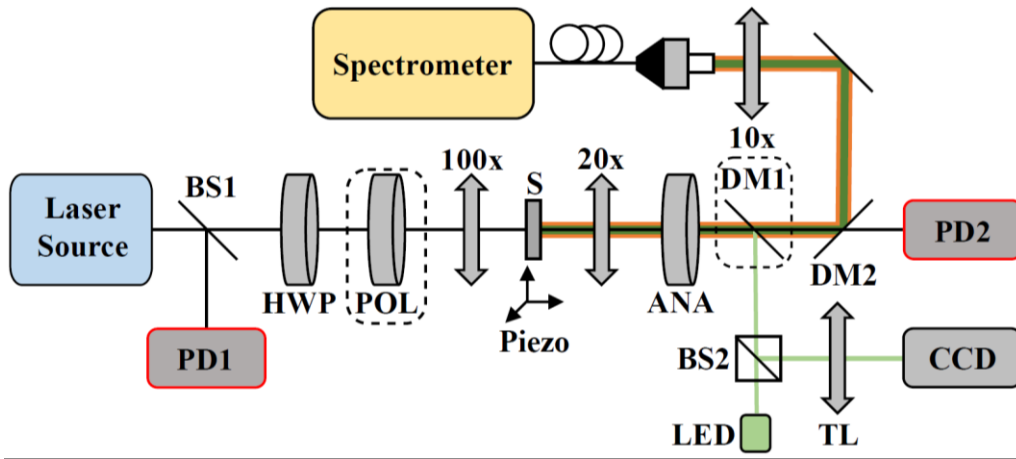 Spectrometer
10x
100x
S
20x
DM1
BS1
Laser
Source
PD2
HWP
POL
ANA
DM2
Piezo
PD1
BS2
CCD
LED
TL